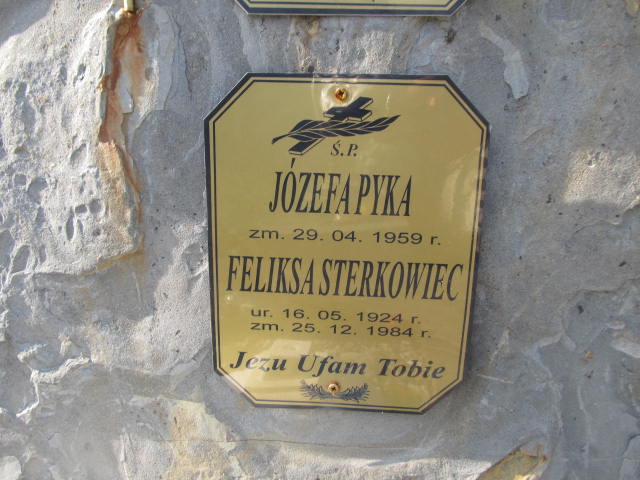 Ś.P.
JÓZEFA PYKA
zm. 29. 04. 1959 r.
FELIKSA STERKOWIEC
ur. 16. 05. 1924 r.
zm. 25. 12. 1984 r.
Jezu Ufam Tobie